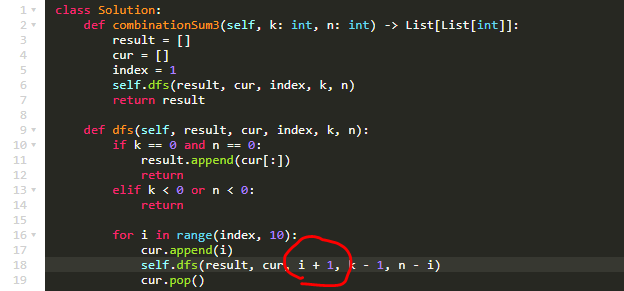 1 class Solution:
2 def combinationSum3(self, k: int, n: int) -> List[List[int]]:
3 result = []
4 cur = []
5 index = 1
6 self.dfs(result, cur, index, k, n)
7 return result
8
9 def dfs(self, result, cur, index, k, n):
10 if k == 0 and n == 0:
11 result.append(cur[:])
12 return
13 elif k < 0 or n < 0:
14 return
15
16 for i in range(index, 10):
17 cur.append(i)
18 self.dfs(result, cur, i + 1, k - 1, n - i)
19 cur.pop()